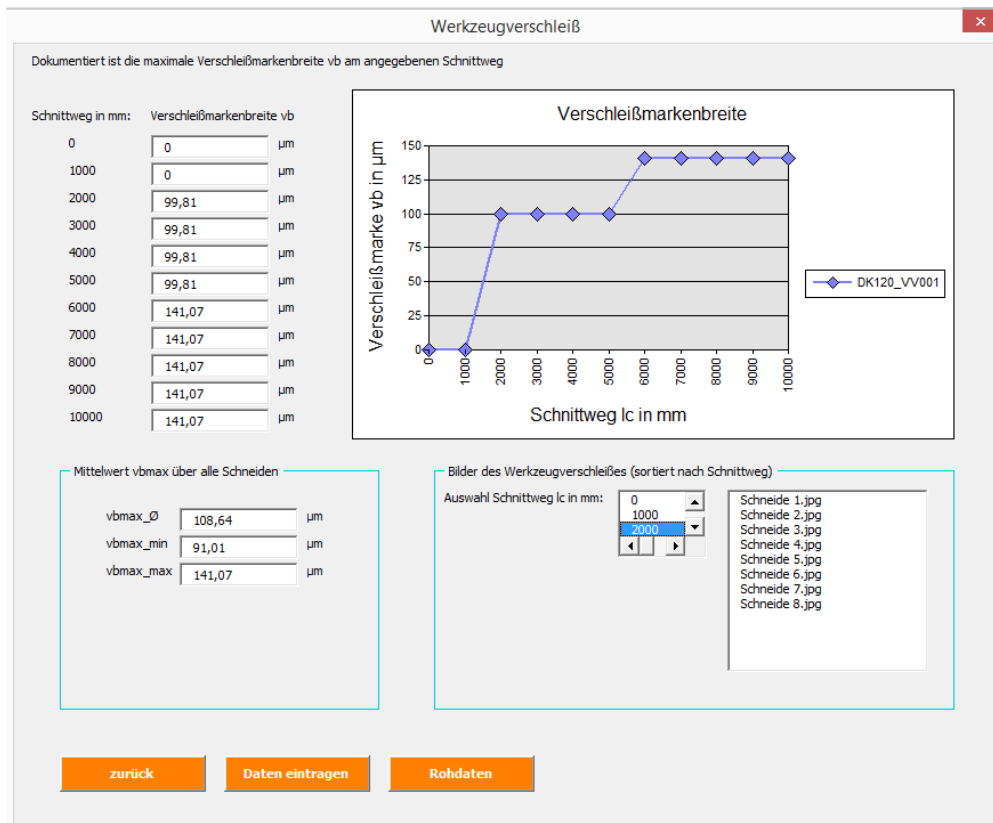 Werkzeugverschleiß
Dokumentiert ist die maximale Verschleißmarkenbreite vb am angegebenen Schnittweg
Schnittweg in mm: Verschleißmarkenbreite vb
0 0 µm
1000 0 µm
2000 99,81 µm
3000 99,81 µm
4000 99,81 µm
5000 99,81 µm
6000 141,07 µm
7000 141,07 µm
8000 141,07 µm
9000 141,07 µm
10000 141,07 µm
Verschleißmarkenbreite
Verschleißmarke vb in µm
150
125
100
75
50
25
0
0 1000 2000 3000 4000 5000 6000 7000 8000 9000 10000
Schnittweg lc in mm
DK120_VV001
Mittelwert vbmax über alle Schneiden
vbmax_Ø 108,64 µm
vbmax_min 91,01 µm
vbmax_max 141,07 µm
Bilder des Werkzeugverschleißes (sortiert nach Schnittweg)
Auswahl Schnittweg lc in mm:
0
1000
2000
Schneide 1.jpg
Schneide 2.jpg
Schneide 3.jpg
Schneide 4.jpg
Schneide 5.jpg
Schneide 6.jpg
Schneide 7.jpg
Schneide 8.jpg
zurück Daten eintragen Rohdaten